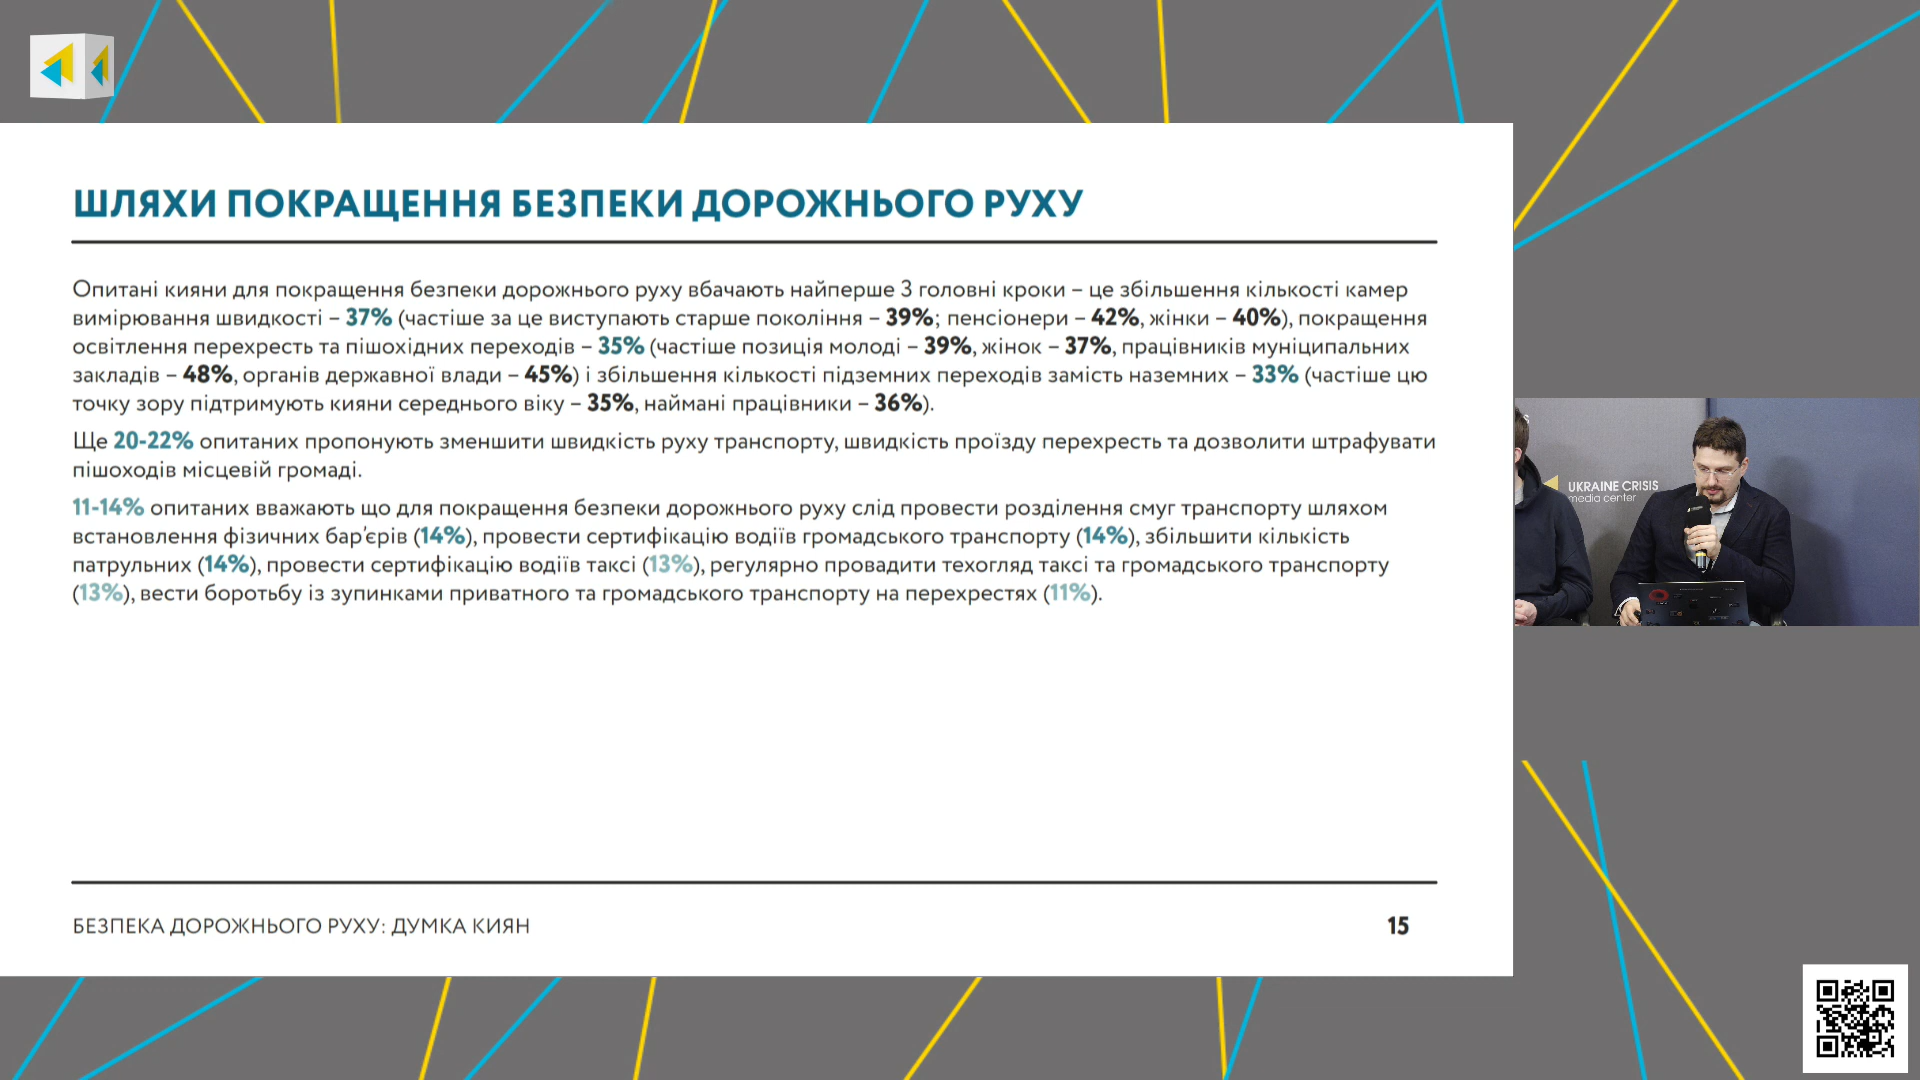 ШЛЯХИ ПОКРАЩЕННЯ БЕЗПЕКИ ДОРОЖНЬОГО РУХУ
Опитані кияни для покращення безпеки дорожнього руху вбачають найперше 3 головні кроки – це збільшення кількості камер
вимірювання швидкості – 37% (частіше за це виступають старше покоління – 39%; пенсіонери – 42%, жінки – 40%), покращення
освітлення перехресть та пішохідних переходів – 35% (частіше позиція молоді – 39%, жінок – 37%, працівників муніципальних
закладів – 48%, органів державної влади – 45%) і збільшення кількості підземних переходів замість наземних – 33% (частіше цю
точку зору підтримують кияни середнього віку – 35%, наймані працівники – 36%).
Ще 20-22% опитаних пропонують зменшити швидкість руху транспорту, швидкість проїзду перехресть та дозволити штрафувати
пішоходів місцевій громаді.
11-14% опитаних вважають що для покращення безпеки дорожнього руху слід провести розділення смуг транспорту шляхом
встановлення фізичних бар'єрів (14%), провести сертифікацію водіїв громадського транспорту (14%), збільшити кількість
патрульних (14%), провести сертифікацію водіїв таксі (13%), регулярно провадити техогляд таксі та громадського транспорту
(13%), вести боротьбу із зупинками приватного та громадського транспорту на перехрестях (11%).
UKRAINE CRISIS
media center
БЕЗПЕКА ДОРОЖНЬОГО РУХУ: ДУМКА КИЯН
15